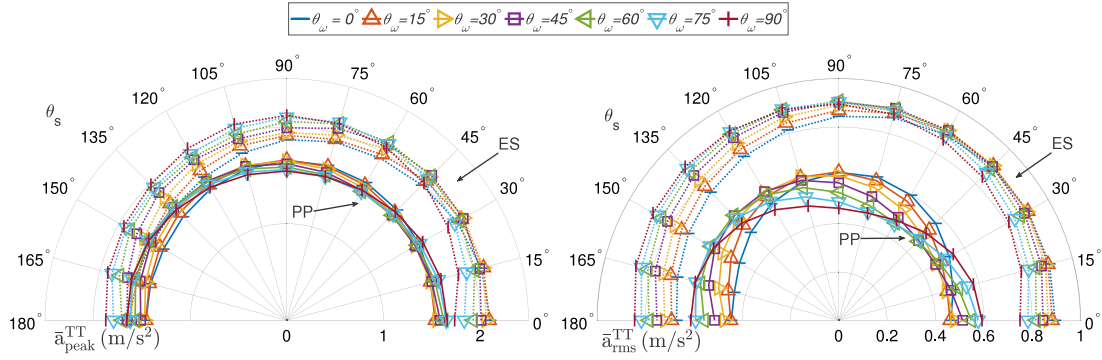 θω= 0° θω=15° θω=30° θω=45° θω=60° θω=75° θω=90°
90° 90°
105° 75° 105° 75°
120° 60° 120° 60°
θs θs
135° 45° 135° 45°
ES ES
150° 30° 150° 30°
PP PP
165° 15° 165° 15°
180° 0 1 2 0° 180° 0 0.2 0.4 0.6 0.8 1 0°
āᵀᵀpeak (m/s²) āᵀᵀrms (m/s²)